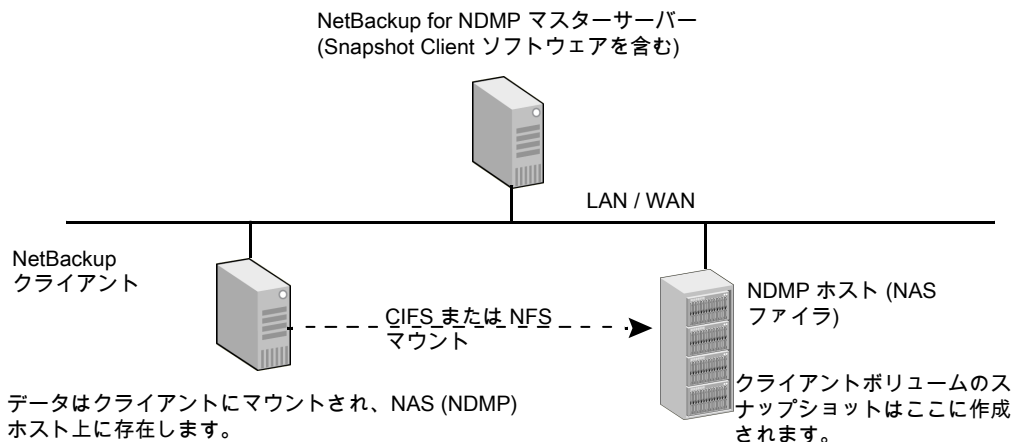 NetBackup for NDMP マスターサーバー
(Snapshot Client ソフトウェアを含む)
LAN / WAN
NetBackup
クライアント
CIFS または NFS
マウント
NDMP ホスト (NAS
ファイラ)
データはクライアントにマウントされ、NAS (NDMP)
ホスト上に存在します。
クライアントボリュームのス
ナップショットはここに作成
されます。